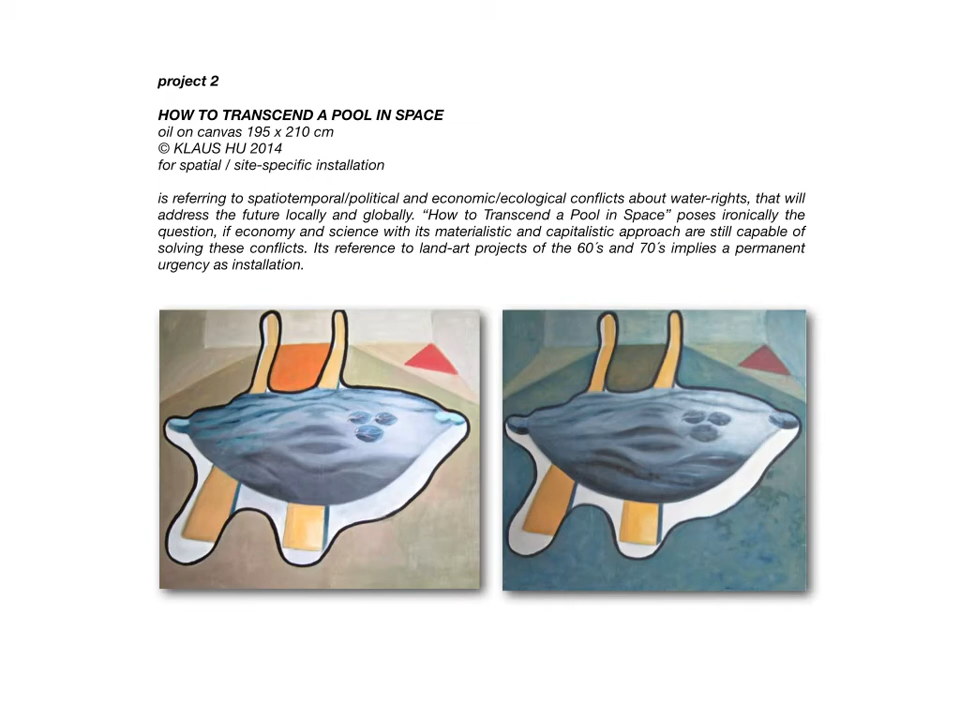 project 2
HOW TO TRANSCEND A POOL IN SPACE
oil on canvas 195 x 210 cm
© KLAUS HU 2014
for spatial / site-specific installation
is referring to spatiotemporal/political and economic/ecological conflicts about water-rights, that will
address the future locally and globally. “How to Transcend a Pool in Space” poses ironically the
question, if economy and science with its materialistic and capitalistic approach are still capable of
solving these conflicts. Its reference to land-art projects of the 60´s and 70´s implies a permanent
urgency as installation.